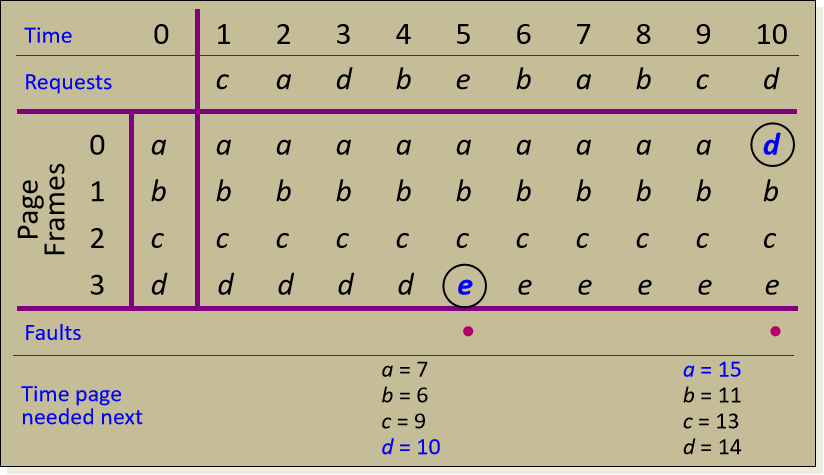 Time 0 1 2 3 4 5 6 7 8 9 10
Requests c a d b e b a b c d
Page Frames
0 a a a a a a a a a a d
1 b b b b b b b b b b b
2 c c c c c c c c c c c
3 d d d d d e e e e e e
Faults • •
Time page needed next
a = 7 a = 15
b = 6 b = 11
c = 9 c = 13
d = 10 d = 14